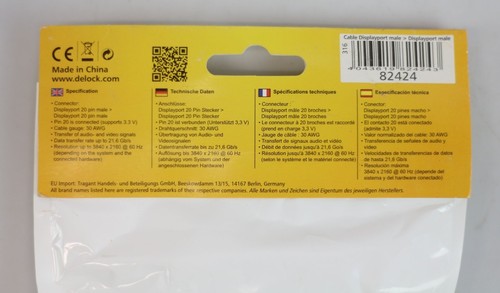 Cable Displayport male > Displayport male
316
4 043619 824243
82424
CE
Made in China
www.delock.com
Spécification
• Connector:
Displayport 20 pin male >
Displayport 20 pin male
• Pin 20 is connected (supports 3.3 V)
• Cable gauge: 30 AWG
• Transfer of audio- and video signals
• Data transfer rate up to 21,6 Gb/s
• Resolution up to 3840 x 2160 @ 60 Hz
(depending on the system and the
connected hardware)
Technische Daten
• Anschlüsse:
Displayport 20 Pin Stecker >
Displayport 20 Pin Stecker
• Pin 20 ist verbunden (unterstützt 3.3 V)
• Drahtquerschnitt: 30 AWG
• Übertragung von Audio- und
Videosignalen
• Datentransferrate bis zu 21,6 Gb/s
• Auflösung bis 3840 x 2160 @ 60 Hz
(abhängig vom System und der
angeschlossenen Hardware)
Spécifications techniques
• Connecteur :
Displayport mâle 20 broches >
Displayport mâle 20 broches
• Le connecteur à 20 broches est raccordé
(prend en charge 3,3 V)
• Jauge de câble : 30 AWG
• Transfert de signaux audio et vidéo
• Débit de données jusqu'à 21,6 Gb/s
• Résolution jusqu'à 3840 x 2160 @ 60 Hz
(selon le système et le matériel connecté)
Especificación técnica
• Conector:
Displayport 20 pines macho >
Displayport 20 pines macho
• El contacto 20 está conectado
(admite 3,3 V)
• Valor normalizado del cable: 30 AWG
• Transferencia de señales de audio y
vídeo
• Velocidades de transferencias de datos
de hasta 21,6 Gb/s
• Resolución máxima
3840 x 2160 @ 60 Hz (depende del
sistema y del hardware conectado)
EU Import: Tragant Handels- und Beteiligungs GmbH, Beeskowdamm 13/15, 14167 Berlin, Germany
All brand names listed here are registered trademarks of their respective companies. Alle Marken und Zeichen sind Eigentum des jeweiligen Herstellers.